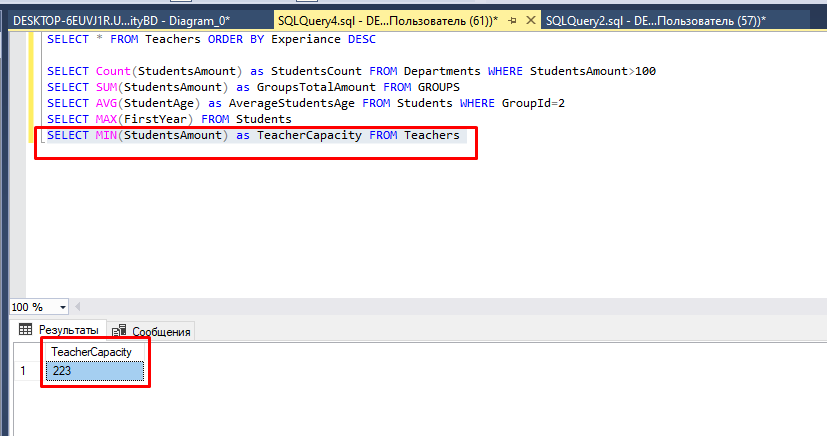 DESKTOP-6EUVJ1R.U...ityBD - Diagram_0*
SQLQuery4.sql - DE...Пользователь (61))*
SQLQuery2.sql - DE...Пользователь (57))*
SELECT * FROM Teachers ORDER BY Experiance DESC
SELECT Count(StudentsAmount) as StudentsCount FROM Departments WHERE StudentsAmount>100
SELECT SUM(StudentsAmount) as GroupsTotalAmount FROM GROUPS
SELECT AVG(StudentAge) as AverageStudentsAge FROM Students WHERE GroupId=2
SELECT MAX(FirstYear) FROM Students
SELECT MIN(StudentsAmount) as TeacherCapacity FROM Teachers
100 %
Результаты
Сообщения
TeacherCapacity
1 223